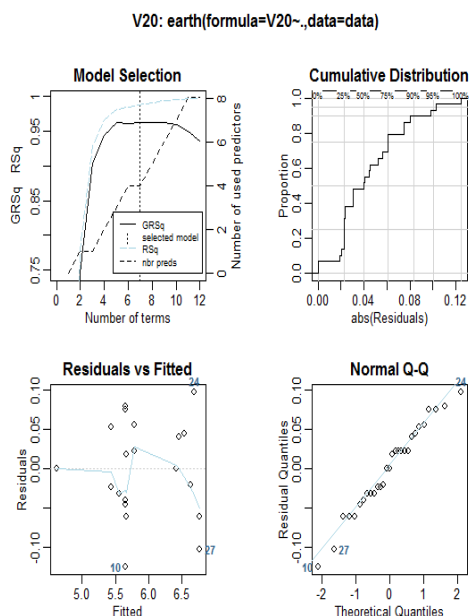 V20: earth(formula=V20~.,data=data)
Model Selection
GRSq RSq
0.75 0.85 0.95 1
0 2 4 6 8
Number of used predictors
GRSq
selected model
RSq
nbr preds
0 2 4 6 8 10 12
Number of terms
Cumulative Distribution
0% 25% 50% 75% 90% 95% 100%
Proportion
0.0 0.2 0.4 0.6 0.8 1.0
0.00 0.04 0.08 0.12
abs(Residuals)
Residuals vs Fitted
Residuals
-0.10 0.00 0.05 0.10
24
27
10
5.0 5.5 6.0 6.5
Fitted
Normal Q-Q
Residual Quantiles
-0.10 0.00 0.05 0.10
24
27
10
-2 -1 0 1 2
Theoretical Quantiles